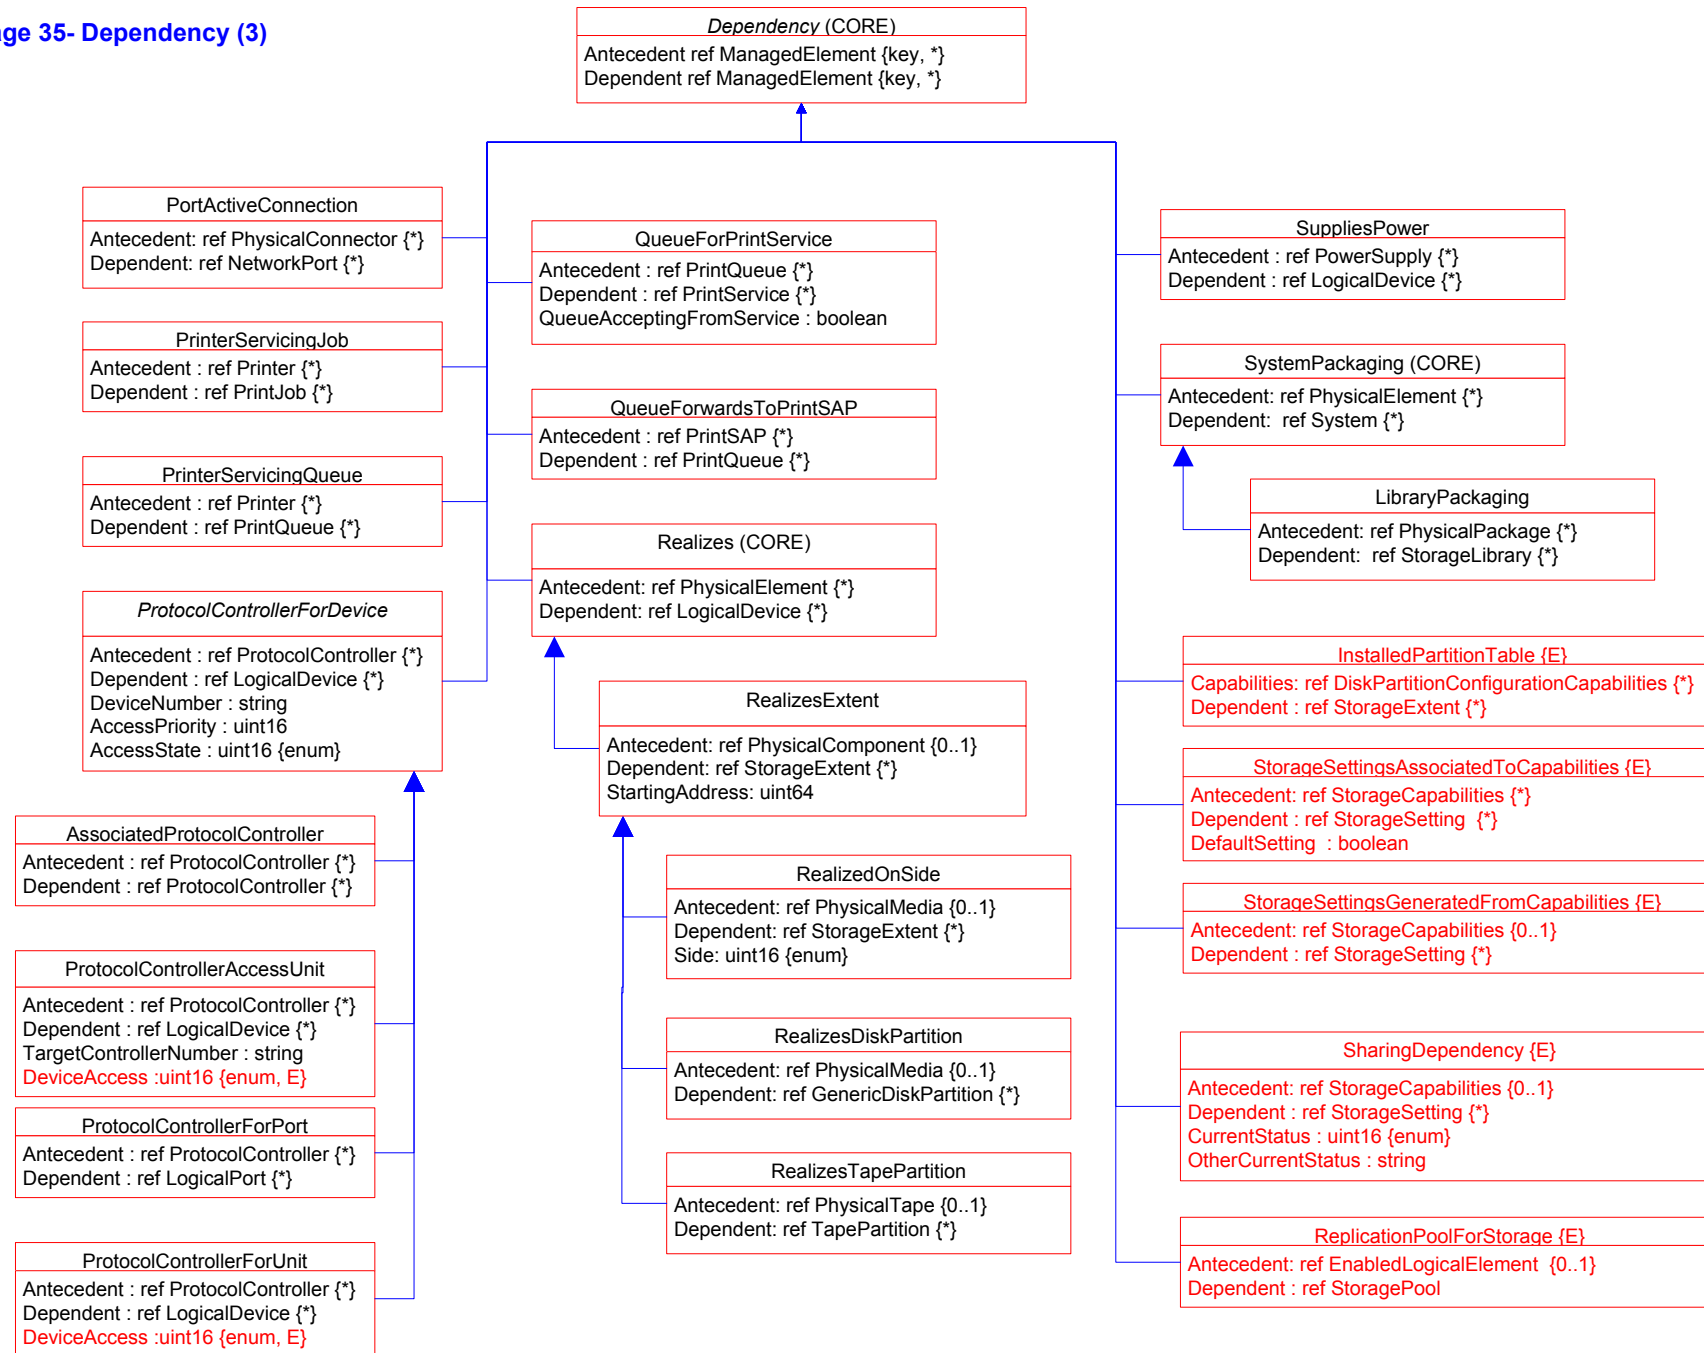 ge 35- Dependency (3)
Dependency (CORE)
Antecedent ref ManagedElement {key, *}
Dependent ref ManagedElement {key, *}
PortActiveConnection
Antecedent: ref PhysicalConnector {*}
Dependent: ref NetworkPort {*}
PrinterServicingJob
Antecedent : ref Printer {*}
Dependent : ref PrintJob {*}
PrinterServicingQueue
Antecedent : ref Printer {*}
Dependent : ref PrintQueue {*}
ProtocolControllerForDevice
Antecedent : ref ProtocolController {*}
Dependent : ref LogicalDevice {*}
DeviceNumber : string
AccessPriority : uint16
AccessState : uint16 {enum}
AssociatedProtocolController
Antecedent : ref ProtocolController {*}
Dependent : ref ProtocolController {*}
ProtocolControllerAccessUnit
Antecedent : ref ProtocolController {*}
Dependent : ref LogicalDevice {*}
TargetControllerNumber : string
DeviceAccess :uint16 {enum, E}
ProtocolControllerForPort
Antecedent : ref ProtocolController {*}
Dependent : ref LogicalPort {*}
ProtocolControllerForUnit
Antecedent : ref ProtocolController {*}
Dependent : ref LogicalDevice {*}
DeviceAccess :uint16 {enum, E}
QueueForPrintService
Antecedent : ref PrintQueue {*}
Dependent : ref PrintService {*}
QueueAcceptingFromService : boolean
QueueForwardsToPrintSAP
Antecedent : ref PrintSAP {*}
Dependent : ref PrintQueue {*}
Realizes (CORE)
Antecedent: ref PhysicalElement {*}
Dependent: ref LogicalDevice {*}
RealizesExtent
Antecedent: ref PhysicalComponent {0..1}
Dependent: ref StorageExtent {*}
StartingAddress: uint64
RealizedOnSide
Antecedent: ref PhysicalMedia {0..1}
Dependent: ref StorageExtent {*}
Side: uint16 {enum}
RealizesDiskPartition
Antecedent: ref PhysicalMedia {0..1}
Dependent: ref GenericDiskPartition {*}
RealizesTapePartition
Antecedent: ref PhysicalTape {0..1}
Dependent: ref TapePartition {*}
SuppliesPower
Antecedent : ref PowerSupply {*}
Dependent : ref LogicalDevice {*}
SystemPackaging (CORE)
Antecedent: ref PhysicalElement {*}
Dependent: ref System {*}
LibraryPackaging
Antecedent: ref PhysicalPackage {*}
Dependent: ref StorageLibrary {*}
InstalledPartitionTable {E}
Capabilities: ref DiskPartitionConfigurationCapabilities {*}
Dependent : ref StorageExtent {*}
StorageSettingsAssociatedToCapabilities {E}
Antecedent: ref StorageCapabilities {*}
Dependent : ref StorageSetting {*}
DefaultSetting : boolean
StorageSettingsGeneratedFromCapabilities {E}
Antecedent: ref StorageCapabilities {0..1}
Dependent : ref StorageSetting {*}
SharingDependency {E}
Antecedent: ref StorageCapabilities {0..1}
Dependent : ref StorageSetting {*}
CurrentStatus : uint16 {enum}
OtherCurrentStatus : string
ReplicationPoolForStorage {E}
Antecedent: ref EnabledLogicalElement {0..1}
Dependent : ref StoragePool